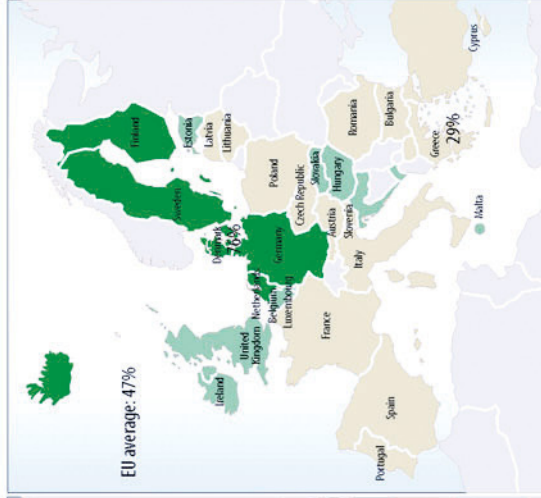 EU average: 47%
Finland
Sweden
Estonia
Latvia
Lithuania
Denmark
Ireland
United
Kingdom
Netherlands
Belgium
Luxembourg
Germany
Poland
Czech Republic
Slovakia
Hungary
Austria
Slovenia
Romania
Bulgaria
France
Italy
Spain
Portugal
Greece
29%
Malta
Cyprus